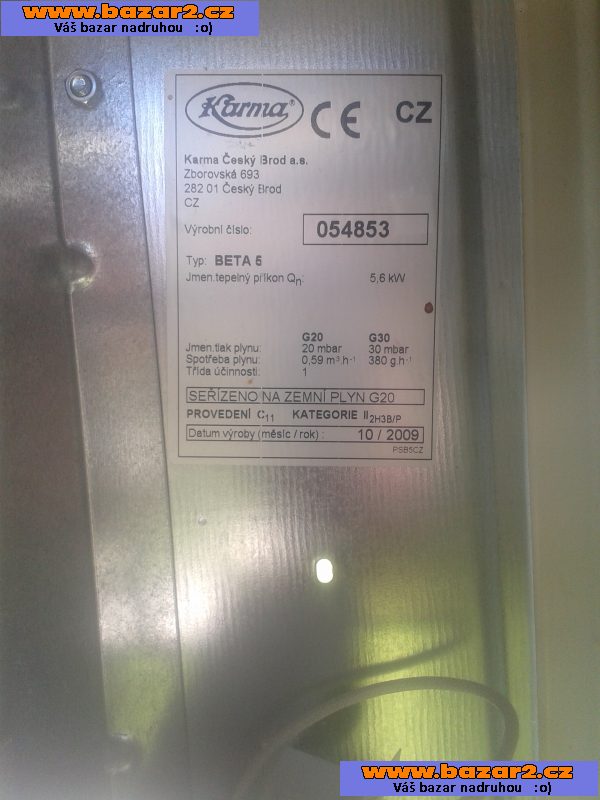 www.bazar2.cz
Váš bazar nadruhou :o)
Karma®
CE CZ
Karma Český Brod a.s.
Zborovská 693
282 01 Český Brod
CZ
Výrobní číslo: 054853
Typ: BETA 5
Jmen.tepelný příkon Qn: 5,6 kW
G20 G30
Jmen.tlak plynu: 20 mbar 30 mbar
Spotřeba plynu: 0,59 m³.h⁻¹ 380 g.h⁻¹
Třída účinnosti: 1
SEŘÍZENO NA ZEMNÍ PLYN G20
PROVEDENÍ C₁₁ KATEGORIE II₂H3B/P
Datum výroby (měsíc / rok) : 10 / 2009
PSB5CZ
www.bazar2.cz
Váš bazar nadruhou :o)